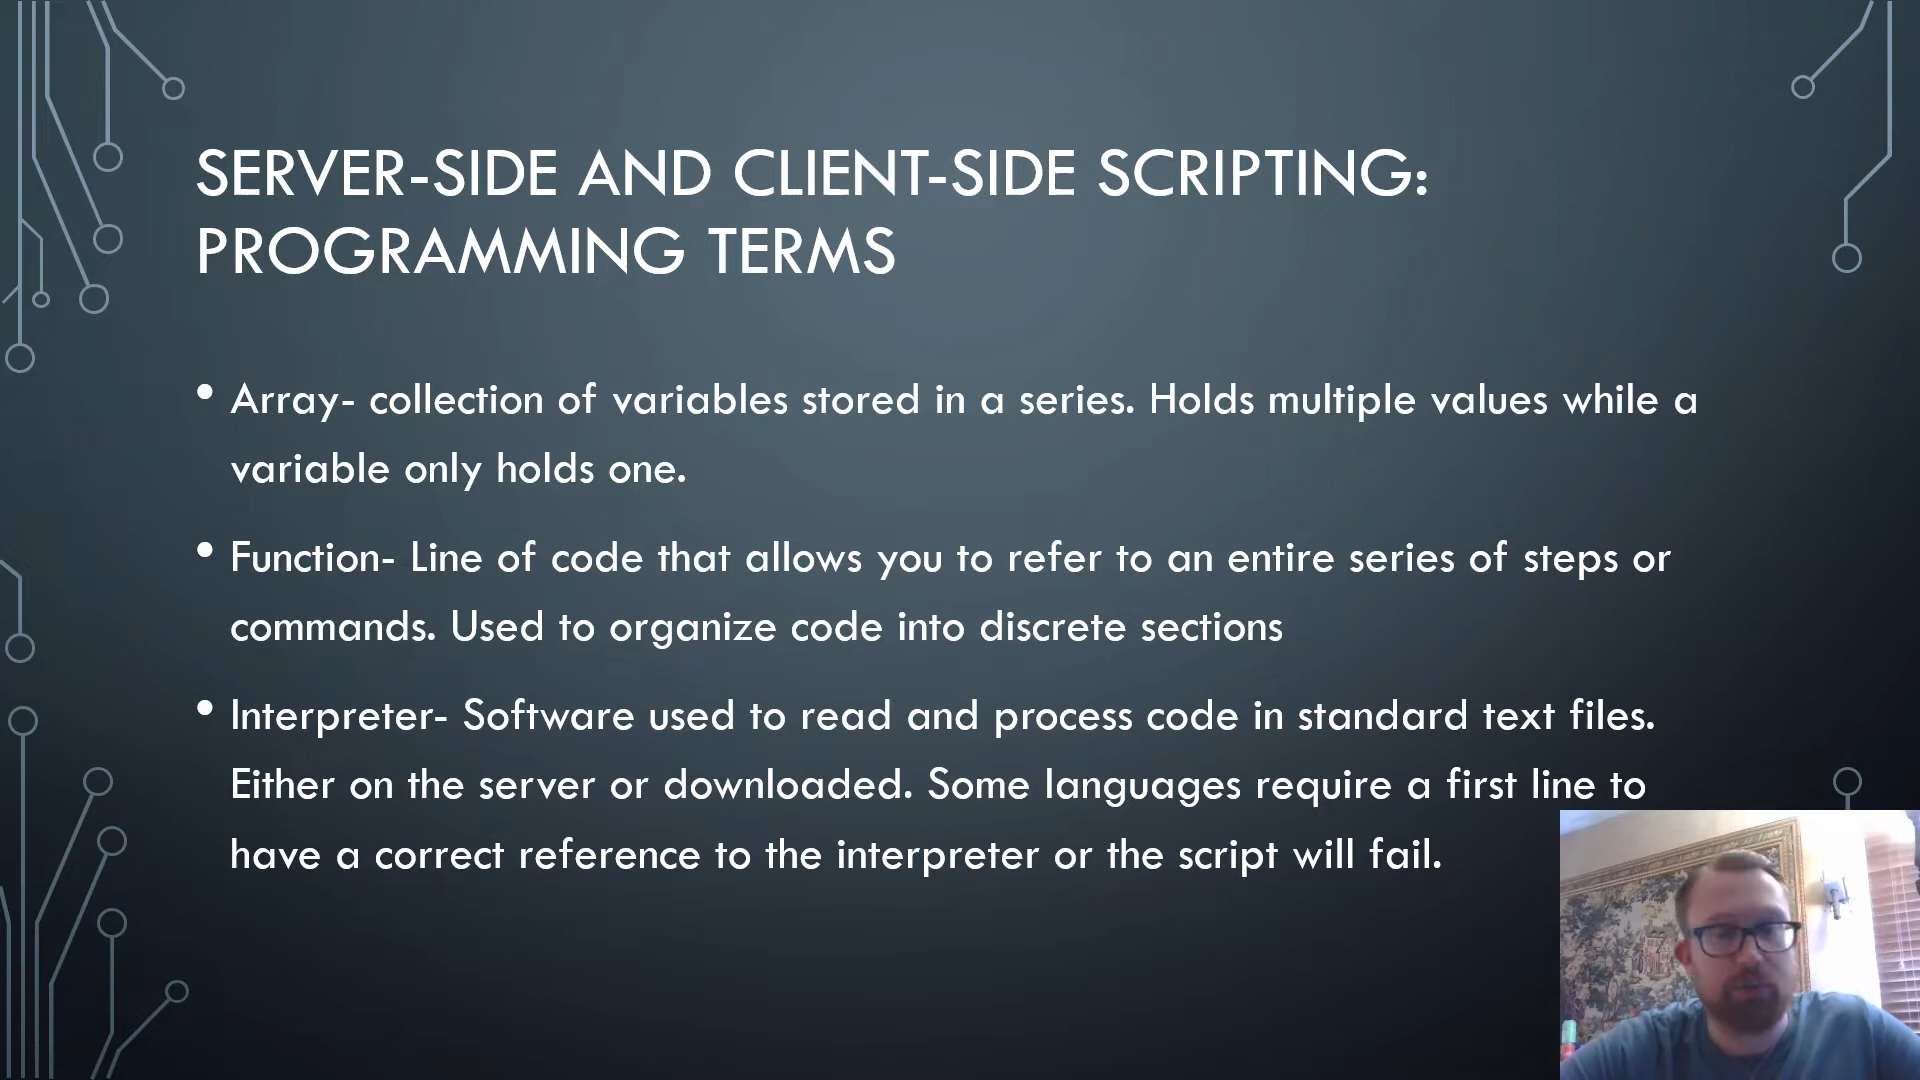 SERVER-SIDE AND CLIENT-SIDE SCRIPTING:
PROGRAMMING TERMS
• Array- collection of variables stored in a series. Holds multiple values while a
variable only holds one.
• Function- Line of code that allows you to refer to an entire series of steps or
commands. Used to organize code into discrete sections
• Interpreter- Software used to read and process code in standard text files.
Either on the server or downloaded. Some languages require a first line to
have a correct reference to the interpreter or the script will fail.